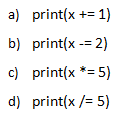 a) print(x += 1)
b) print(x -= 2)
c) print(x *= 5)
d) print(x /= 5)